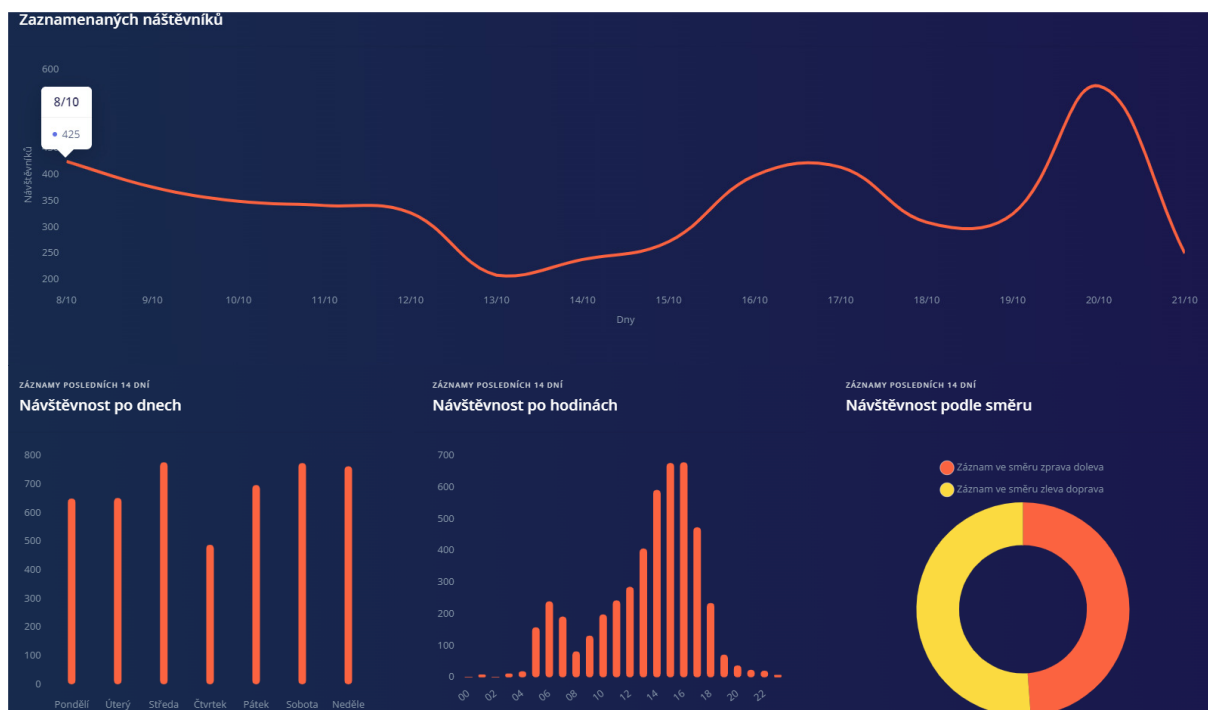 Zaznamenaných náštěvníků
600
8/10
425
Návštěvníků
400
350
300
250
200
8/10 9/10 10/10 11/10 12/10 13/10 14/10 15/10 16/10 17/10 18/10 19/10 20/10 21/10
Dny
ZÁZNAMY POSLEDNÍCH 14 DNÍ
Návštěvnost po dnech
800
700
600
500
400
300
200
100
0
Pondělí Úterý Středa Čtvrtek Pátek Sobota Neděle
ZÁZNAMY POSLEDNÍCH 14 DNÍ
Návštěvnost po hodinách
700
600
500
400
300
200
100
0
00 02 04 06 08 10 12 14 16 18 20 22
ZÁZNAMY POSLEDNÍCH 14 DNÍ
Návštěvnost podle směru
Záznam ve směru zprava doleva
Záznam ve směru zleva doprava